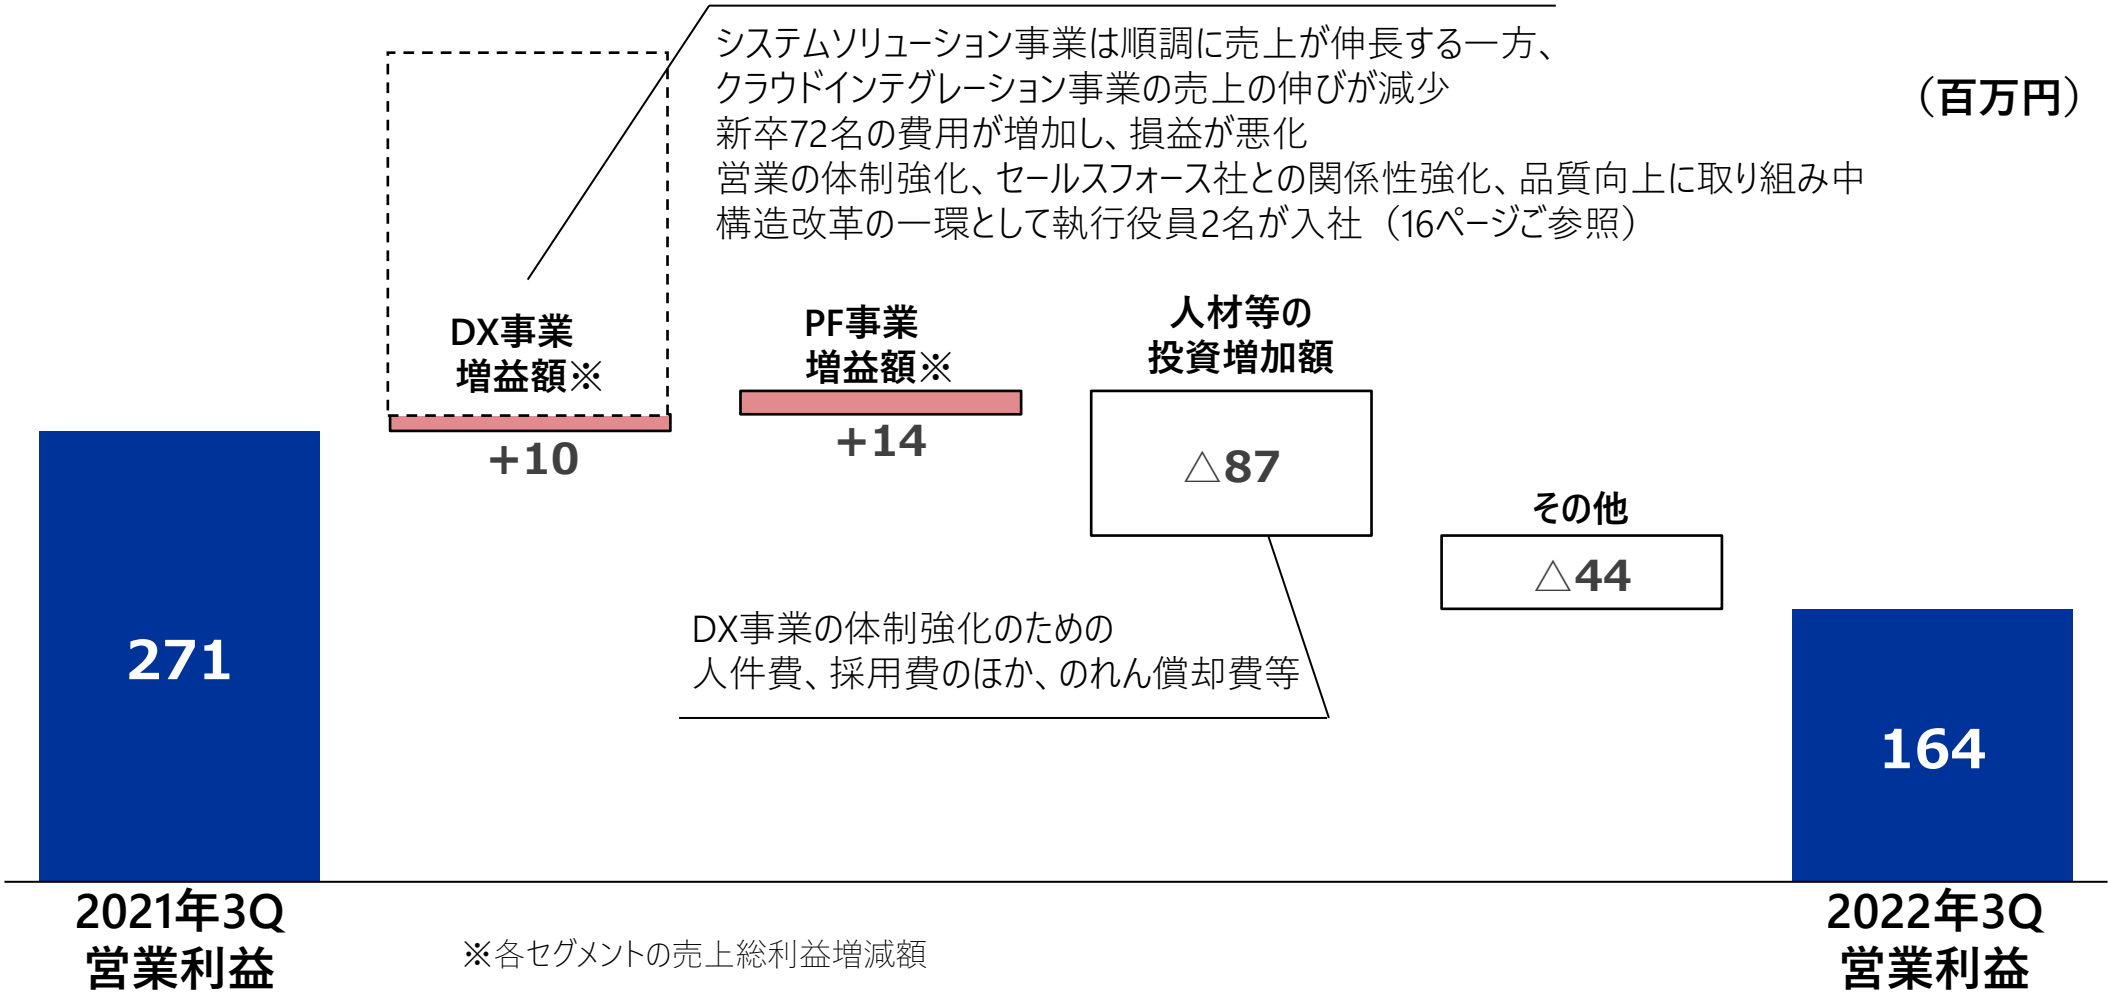 システムソリューション事業は順調に売上が伸長する一方、
クラウドインテグレーション事業の売上の伸びが減少
新卒72名の費用が増加し、損益が悪化
営業の体制強化、セールスフォース社との関係性強化、品質向上に取り組み中
構造改革の一環として執行役員2名が入社（16ページご参照）
（百万円）
DX事業
増益額※
+10
PF事業
増益額※
+14
人材等の
投資増加額
△87
その他
△44
DX事業の体制強化のための
人件費、採用費のほか、のれん償却費等
271
164
2021年3Q
営業利益
※各セグメントの売上総利益増減額
2022年3Q
営業利益